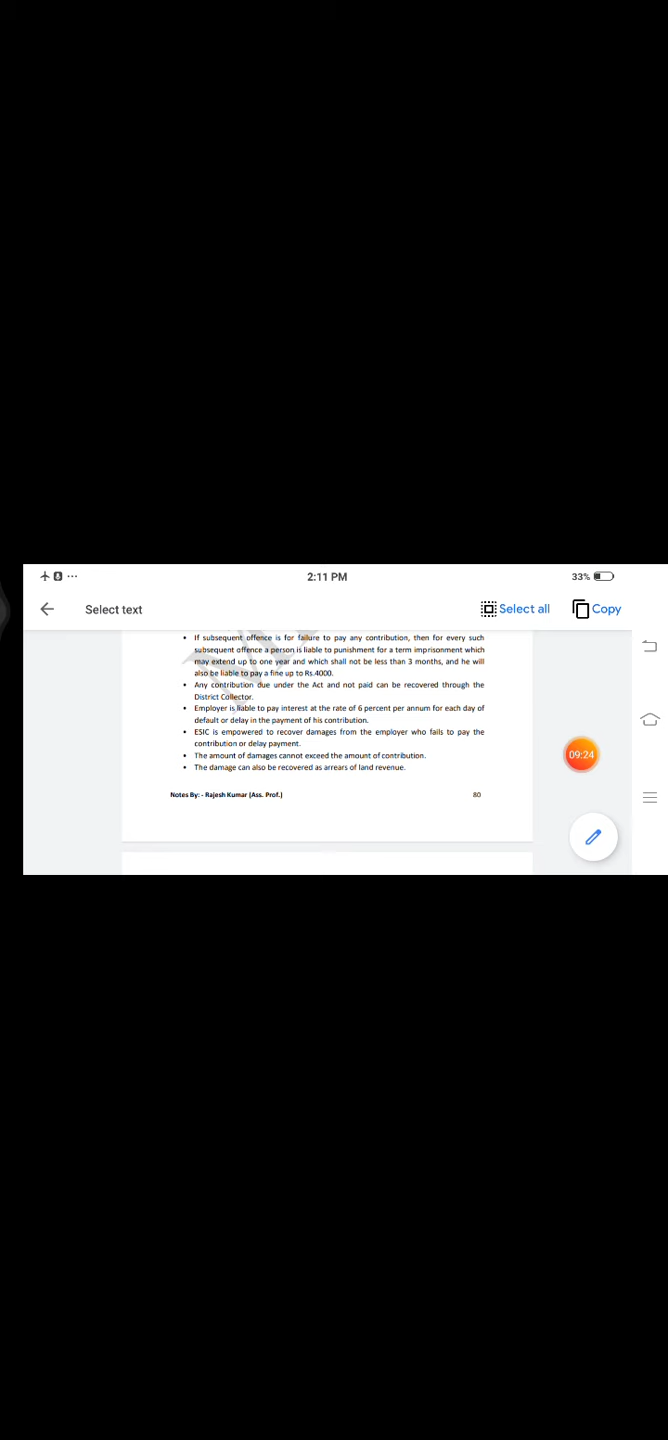 2:11 PM
33%
Select text
Select all
Copy
• If subsequent offence is for failure to pay any contribution, then for every such
subsequent offence a person is liable to punishment for a term imprisonment which
may extend up to one year and which shall not be less than 3 months, and he will
also be liable to pay a fine up to Rs.4000.
• Any contribution due under the Act and not paid can be recovered through the
District Collector.
• Employer is liable to pay interest at the rate of 6 percent per annum for each day of
default or delay in the payment of his contribution.
• ESIC is empowered to recover damages from the employer who fails to pay the
contribution or delay payment.
• The amount of damages cannot exceed the amount of contribution.
• The damage can also be recovered as arrears of land revenue.
09:24
Notes By: - Rajesh Kumar (Ass. Prof.)
80